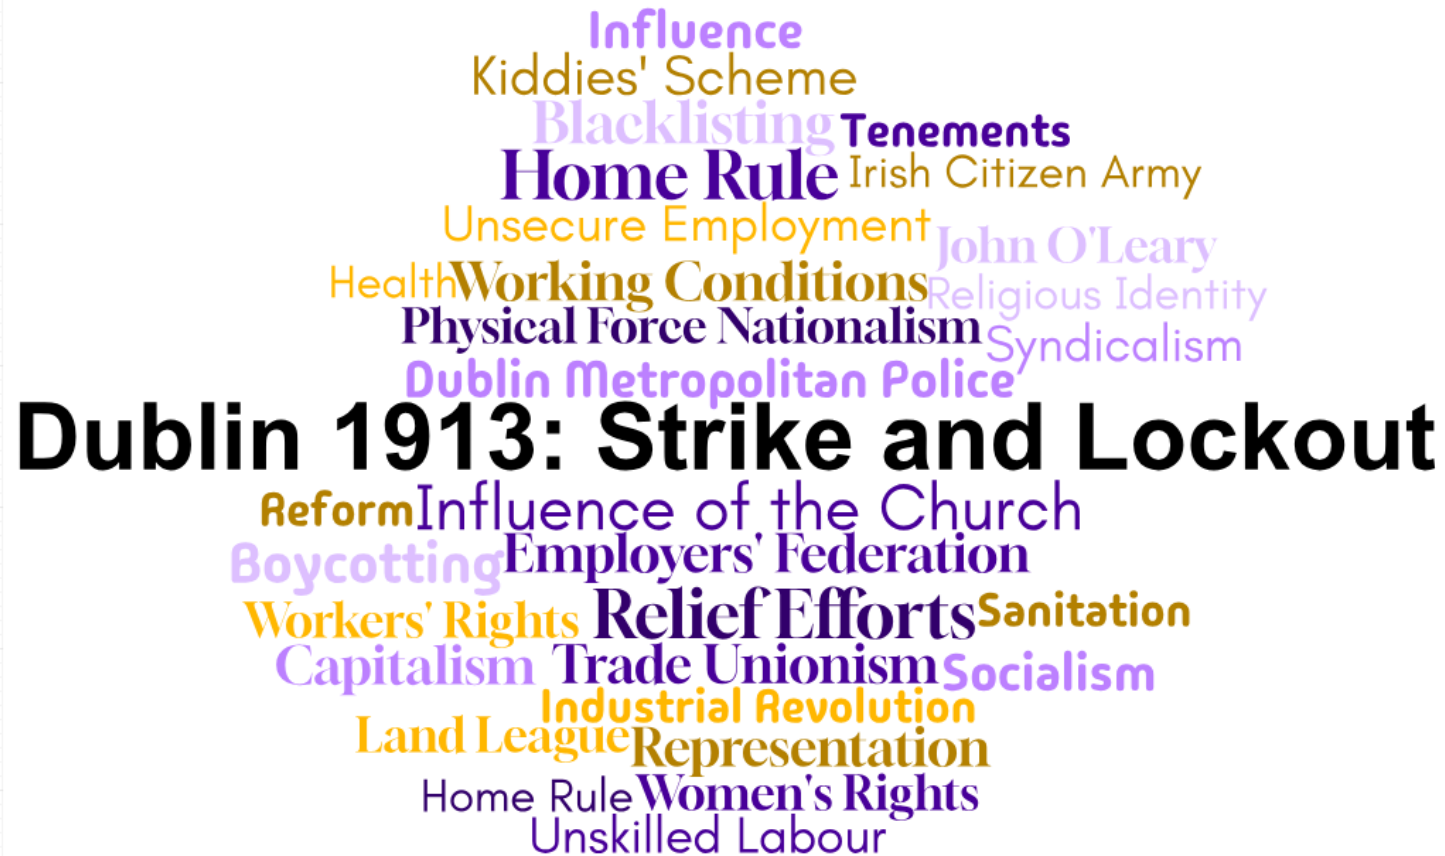 Influence
Kiddies' Scheme
Blacklisting Tenements
Home Rule Irish Citizen Army
Unsecure Employment John O'Leary
Health Working Conditions Religious Identity
Physical Force Nationalism Syndicalism
Dublin Metropolitan Police
Dublin 1913: Strike and Lockout
Reform Influence of the Church
Boycotting Employers' Federation
Workers' Rights Relief Efforts Sanitation
Capitalism Trade Unionism Socialism
Industrial Revolution
Land League Representation
Home Rule Women's Rights
Unskilled Labour